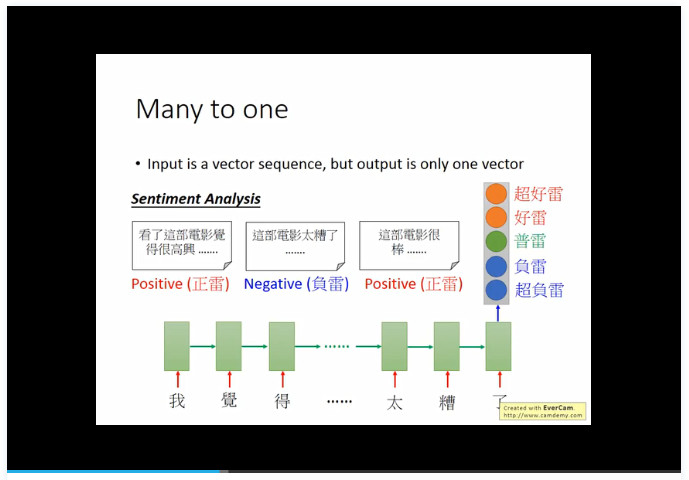 Many to one
• Input is a vector sequence, but output is only one vector
Sentiment Analysis
看了這部電影覺
得很高興 …….
Positive (正雷)
這部電影太糟了
…….
Negative (負雷)
這部電影很
棒 …….
Positive (正雷)
超好雷
好雷
普雷
負雷
超負雷
……
我 覺 得 …… 太 糟 了
Created with EverCam.
http://www.camdemy.com